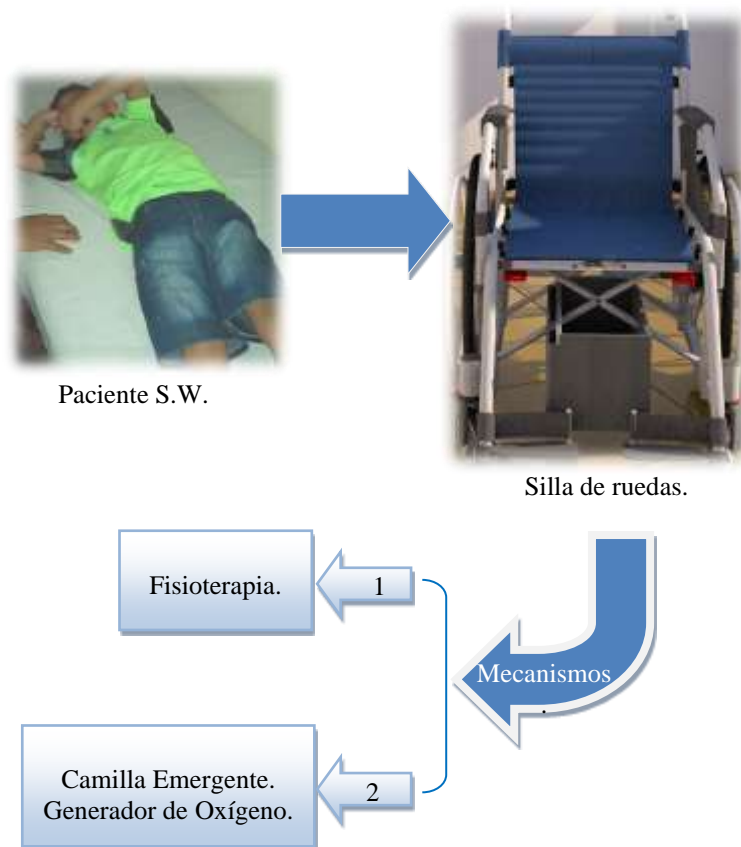 Paciente S.W.
Silla de ruedas.
Fisioterapia.
1
Mecanismos
.
Camilla Emergente.
Generador de Oxígeno.
2